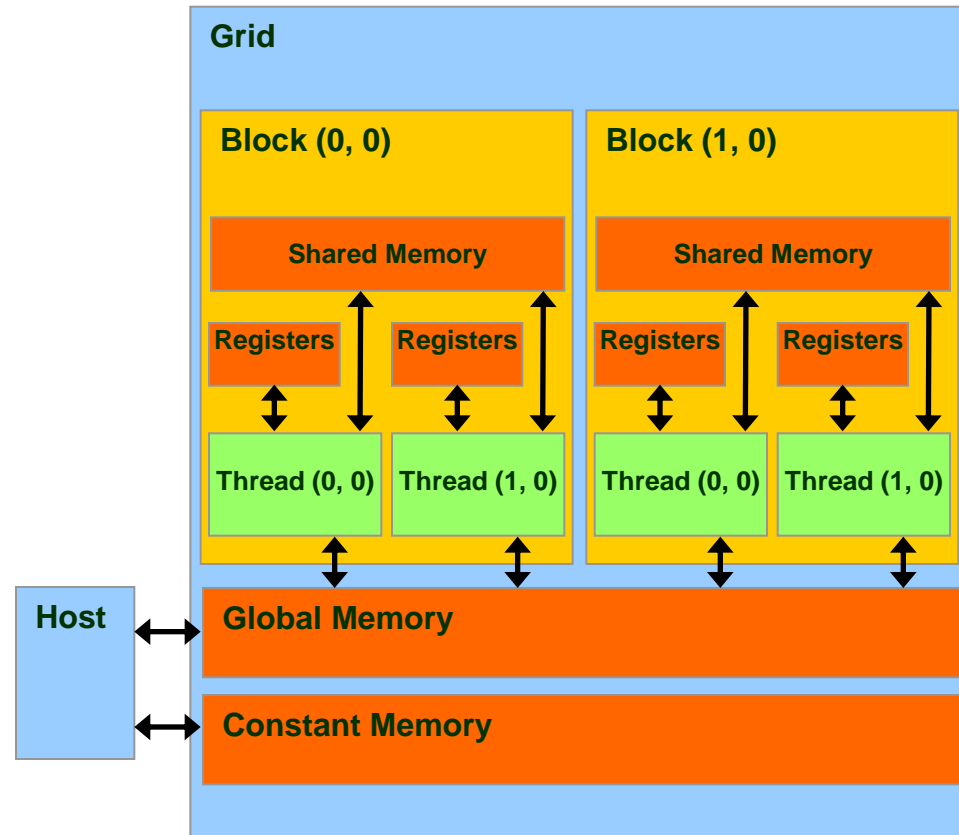 Grid
Block (0, 0)
Block (1, 0)
Shared Memory
Shared Memory
Registers
Registers
Registers
Registers
Thread (0, 0)
Thread (1, 0)
Thread (0, 0)
Thread (1, 0)
Host
Global Memory
Constant Memory